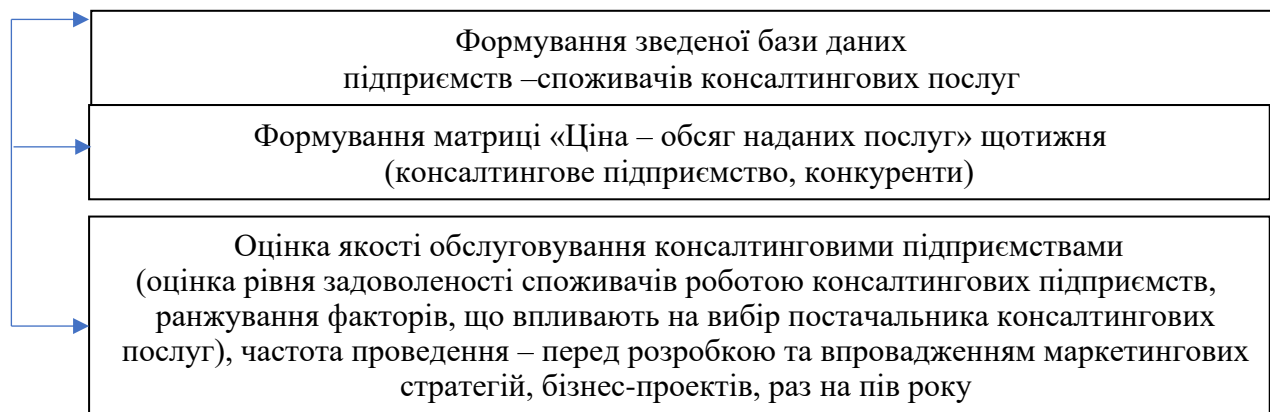 Формування зведеної бази даних
підприємств –споживачів консалтингових послуг
Формування матриці «Ціна – обсяг наданих послуг» щотижня
(консалтингове підприємство, конкуренти)
Оцінка якості обслуговування консалтинговими підприємствами
(оцінка рівня задоволеності споживачів роботою консалтингових підприємств,
ранжування факторів, що впливають на вибір постачальника консалтингових
послуг), частота проведення – перед розробкою та впровадженням маркетингових
стратегій, бізнес-проектів, раз на пів року